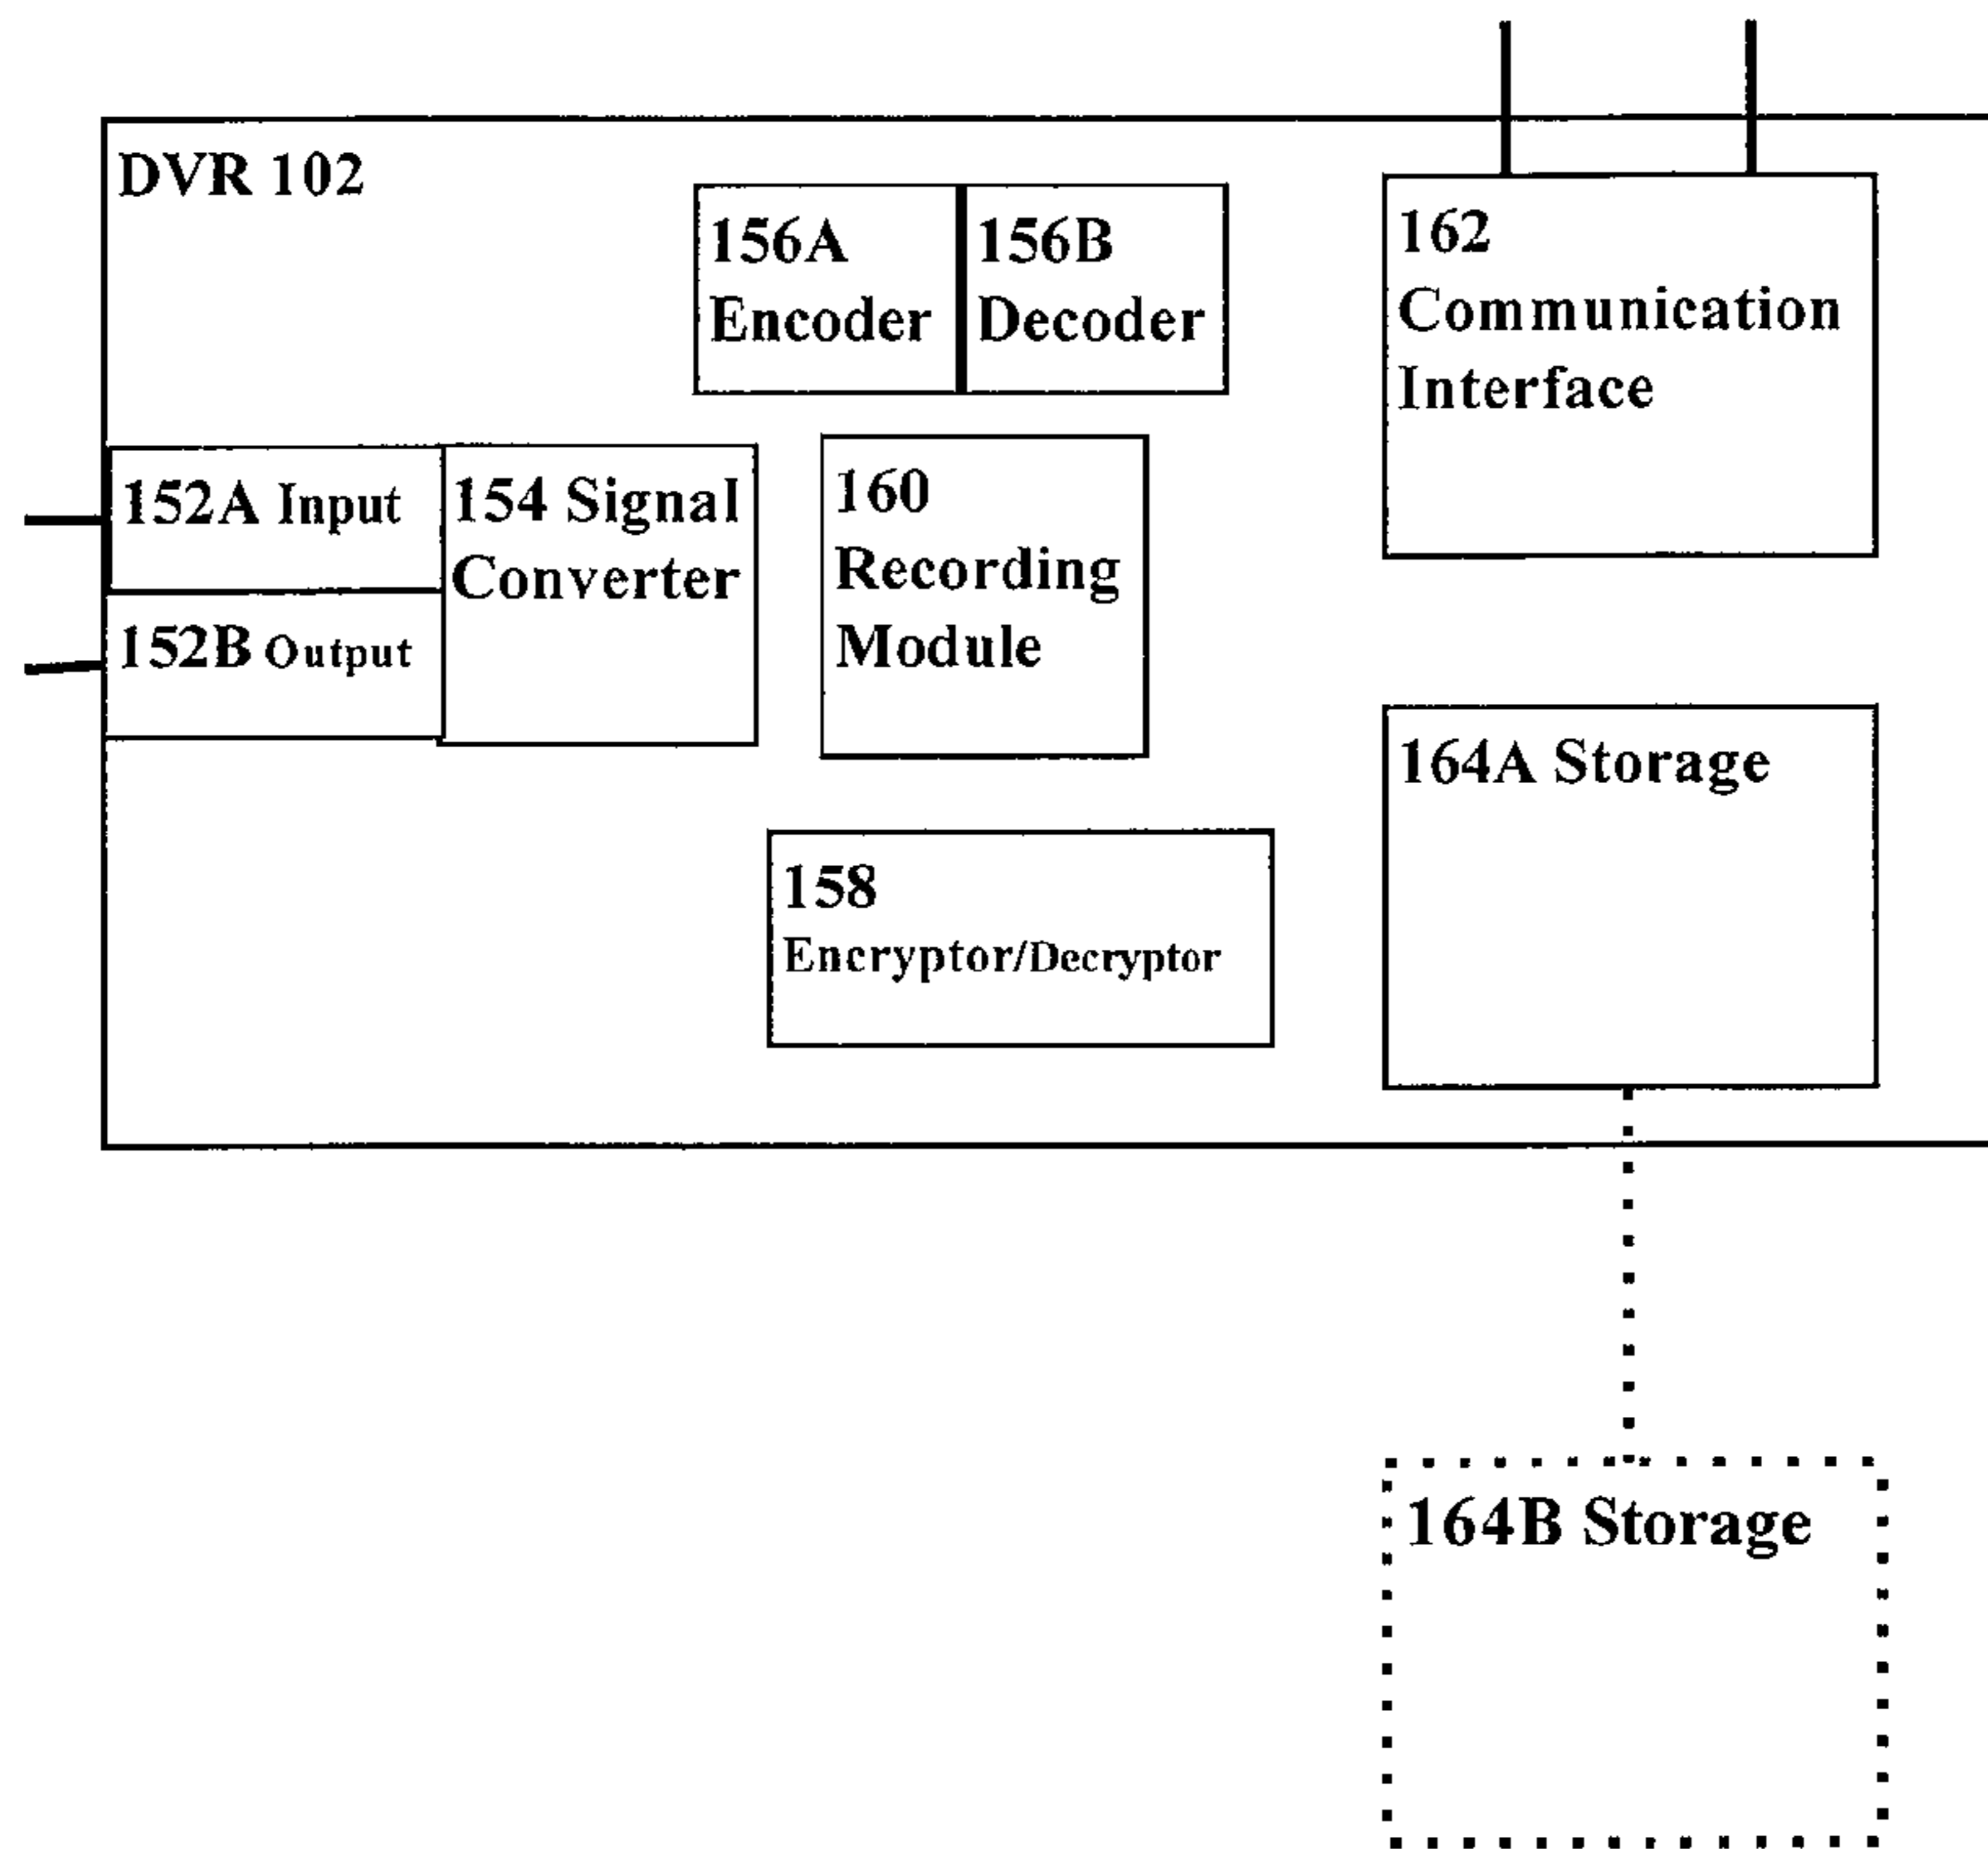 DVR 102
156A
Encoder
156B
Decoder
162
Communication
Interface
152A Input
152B Output
154 Signal
Converter
160
Recording
Module
164A Storage
158
Encryptor/Decryptor
164B Storage